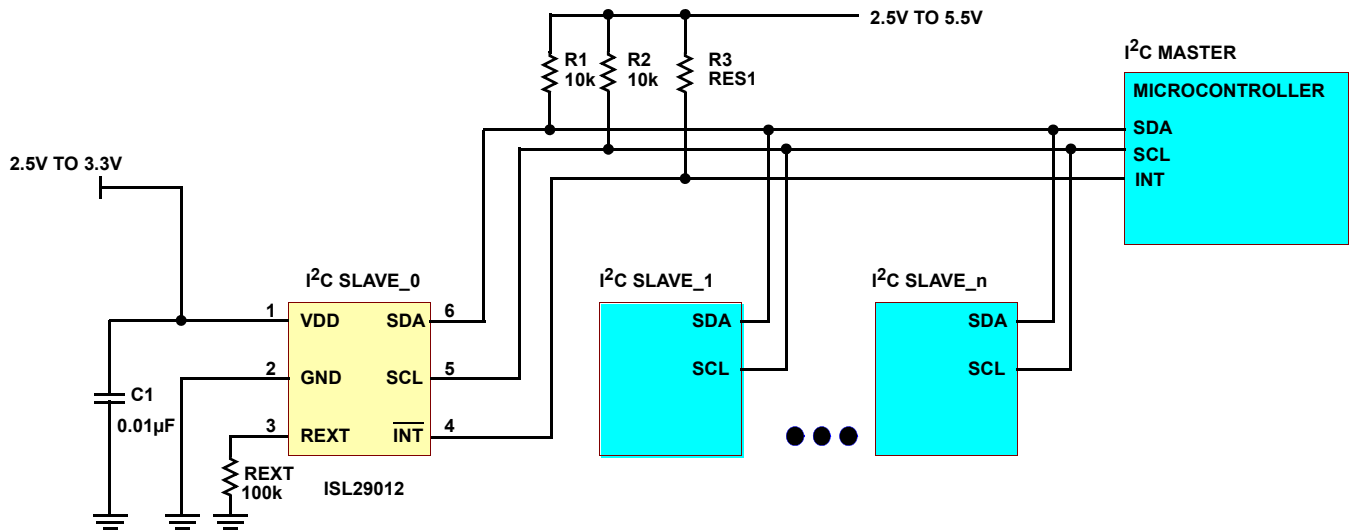 2.5V TO 5.5V
R1
10k
R2
10k
R3
RES1
I²C MASTER
MICROCONTROLLER
SDA
SCL
INT
2.5V TO 3.3V
I²C SLAVE_0
1
VDD
SDA
6
2
GND
SCL
5
3
REXT
INT
4
C1
0.01µF
REXT
100k
ISL29012
I²C SLAVE_1
SDA
SCL
I²C SLAVE_n
SDA
SCL